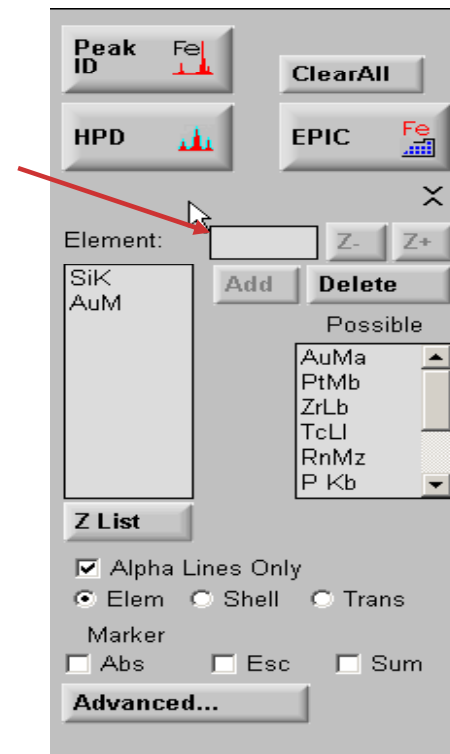 Peak ID Fe
ClearAll
HPD
EPIC Fe
Element: Z- Z+
SiK
AuM
Add Delete
Possible
AuMa
PtMb
ZrLb
TcLl
RnMz
P Kb
Z List
Alpha Lines Only
Elem Shell Trans
Marker
Abs Esc Sum
Advanced...